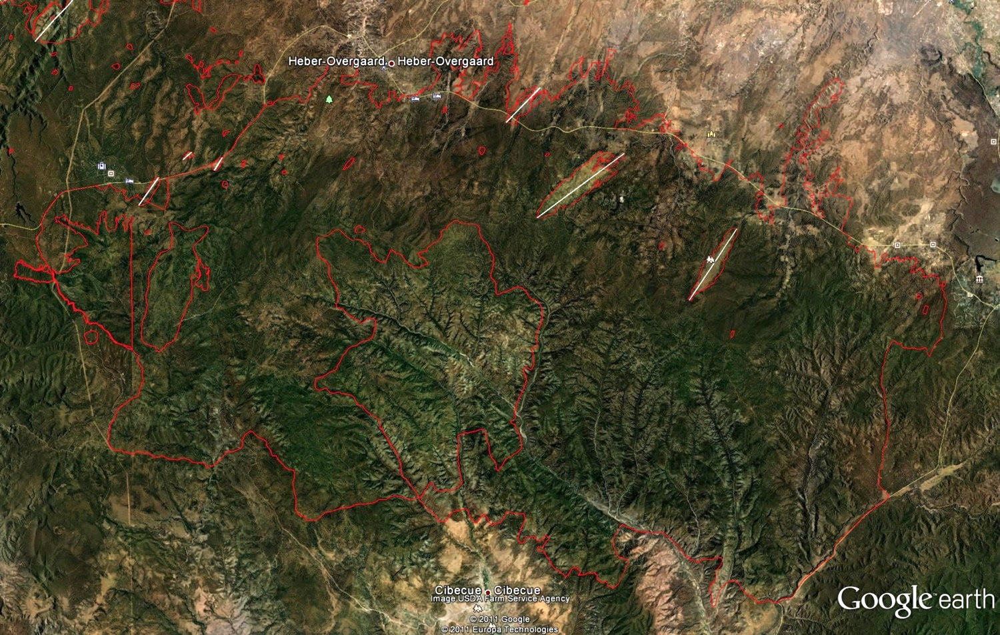 Heber-Overgaard Heber-Overgaard
Cibecue Cibecue
Image USDA Farm Service Agency
© 2011 Google
© 2011 Europa Technologies
Google earth